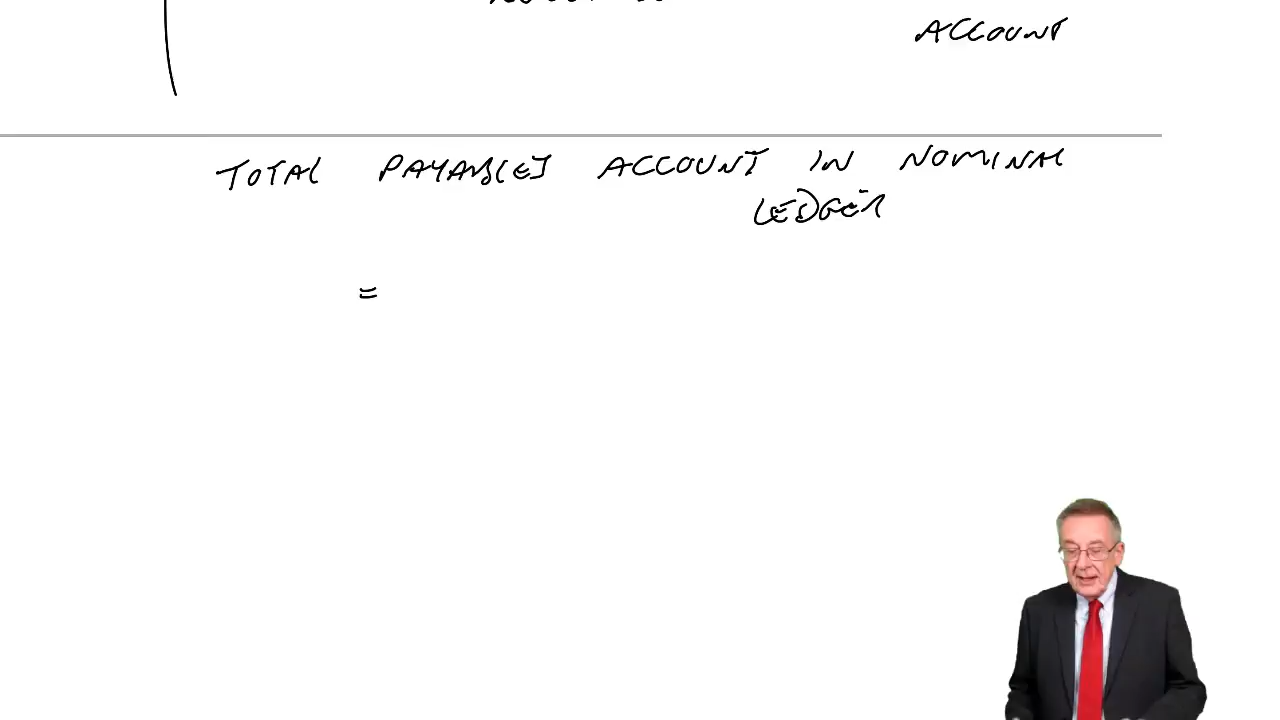 ACCOUNT
TOTAL PAYABLES ACCOUNT IN NOMINAL
LEDGER
=